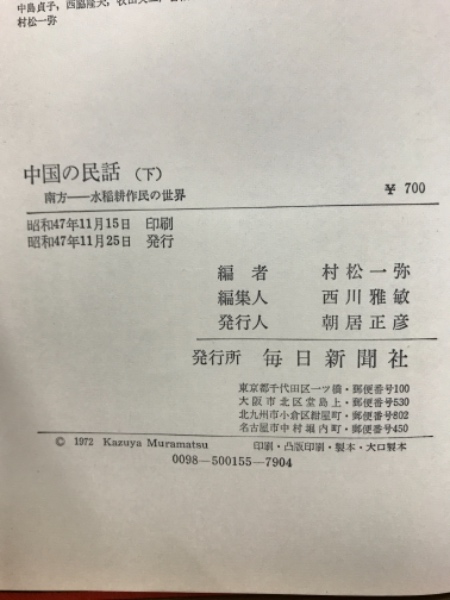 中島貞子，西脇隆夫，
村松一弥
中国の民話（下）
南方――水稲耕作民の世界
¥ 700
昭和47年11月15日 印刷
昭和47年11月25日 発行
編者 村松一弥
編集人 西川雅敏
発行人 朝居正彦
発行所 毎日新聞社
東京都千代田区一ツ橋・郵便番号100
大阪市北区堂島上・郵便番号530
北九州市小倉区紺屋町・郵便番号802
名古屋市中村堀内町・郵便番号450
© 1972 Kazuya Muramatsu
印刷・凸版印刷・製本・大口製本
0098—500155—7904